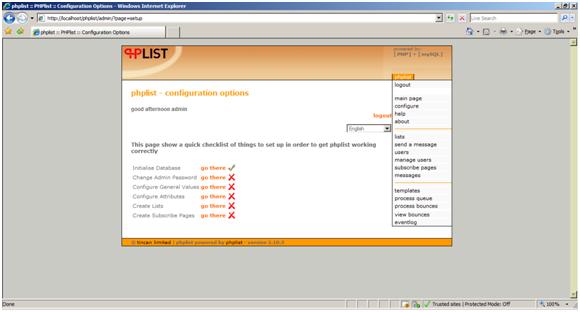 phplist :: PHPlist :: Configuration Options - Windows Internet Explorer
http://localhost/phplist/admin/?page=setup
Live Search
phplist :: PHPlist :: Configuration Options
Page
Tools
PHPLIST
powered by
[PHP] + [mySQL]
phplist
logout
main page
configure
help
about
lists
send a message
users
manage users
subscribe pages
messages
templates
process queue
process bounces
view bounces
eventlog
phplist - configuration options
good afternoon admin
logout
English
This page show a quick checklist of things to set up in order to get phplist working
correctly
Initialise Database go there
Change Admin Password go there
Configure General Values go there
Configure Attributes go there
Create Lists go there
Create Subscribe Pages go there
© tincan limited | phplist powered by phplist - version 2.10.5
Done
Trusted sites | Protected Mode: Off
100%